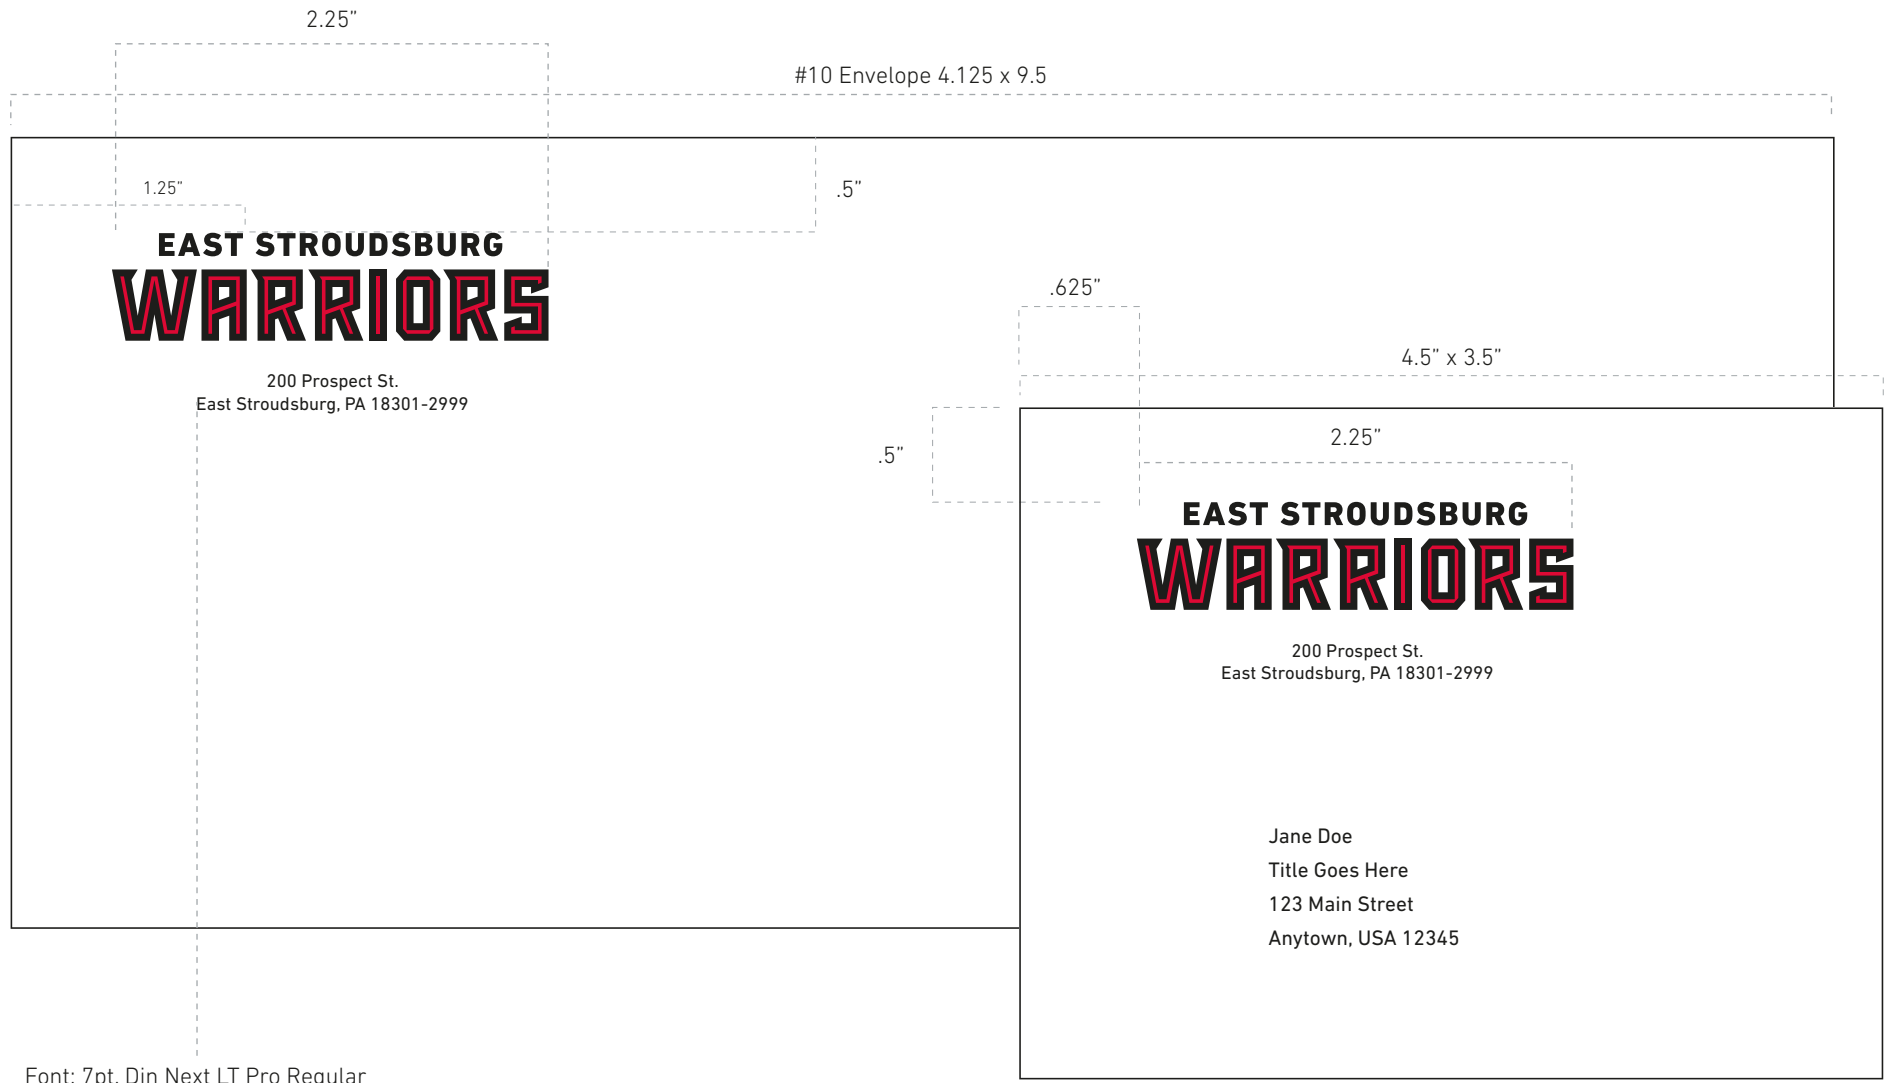 2.25”
#10 Envelope 4.125 x 9.5
1.25”
.5”
EAST STROUDSBURG
WARRIORS
200 Prospect St.
East Stroudsburg, PA 18301-2999
.625”
4.5” x 3.5”
.5”
2.25”
EAST STROUDSBURG
WARRIORS
200 Prospect St.
East Stroudsburg, PA 18301-2999
Jane Doe
Title Goes Here
123 Main Street
Anytown, USA 12345
Font: 7pt. Din Next LT Pro Regular